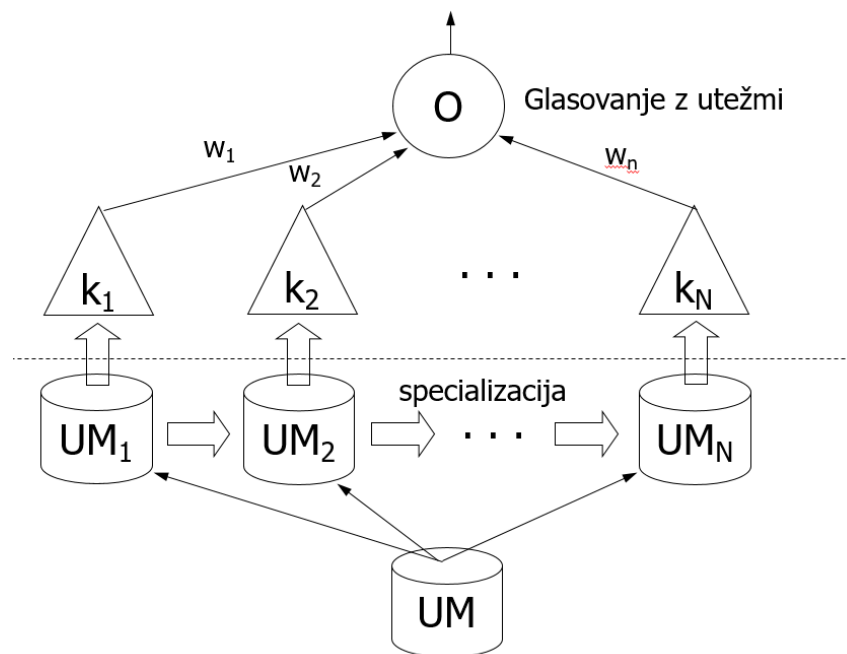 O
Glasovanje z utežmi
w1
w2
wn
k1
k2
. . .
kN
specializacija
UM1
UM2
. . .
UMN
UM